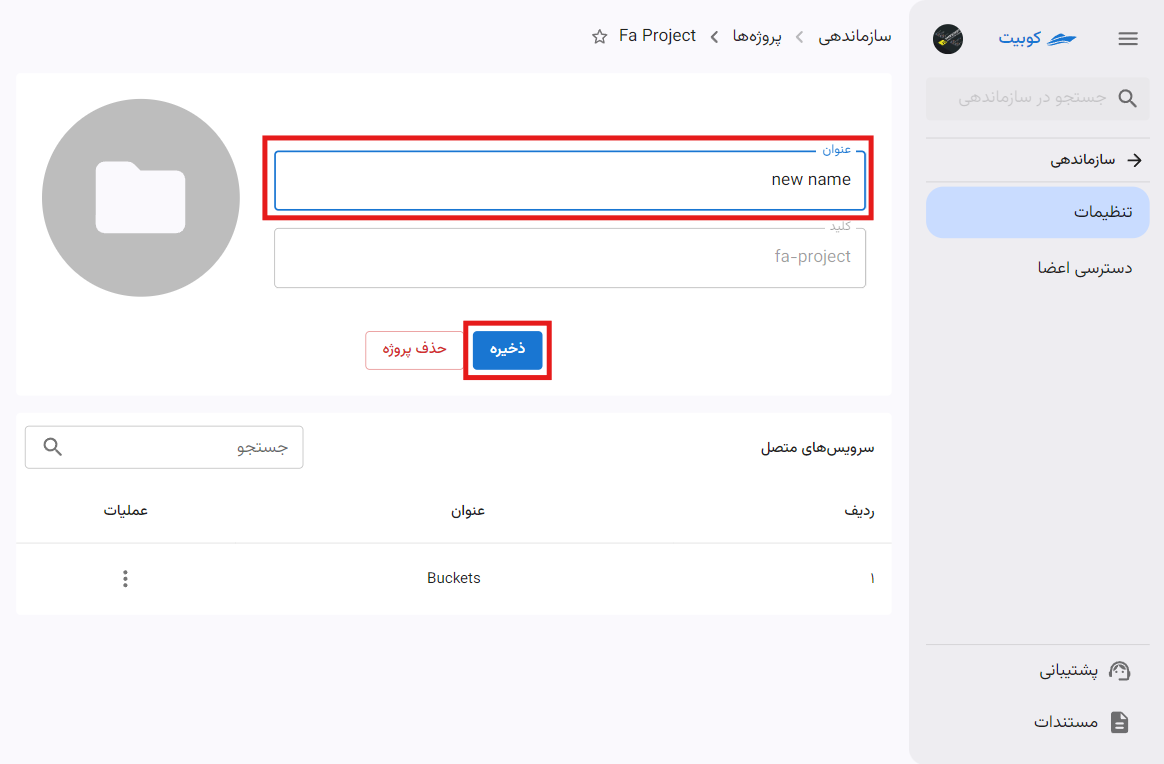 کوبیت
جستجو در سازماندهی
سازماندهی
تنظیمات
دسترسی اعضا
پشتیبانی
مستندات
سازماندهی > پروژه‌ها > Fa Project
عنوان
new name
کلید
fa-project
ذخیره
حذف پروژه
سرویس‌های متصل
جستجو
ردیف عنوان عملیات
۱ Buckets